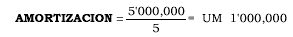 AMORTIZACION = 5'000,000 = UM 1'000,000
5